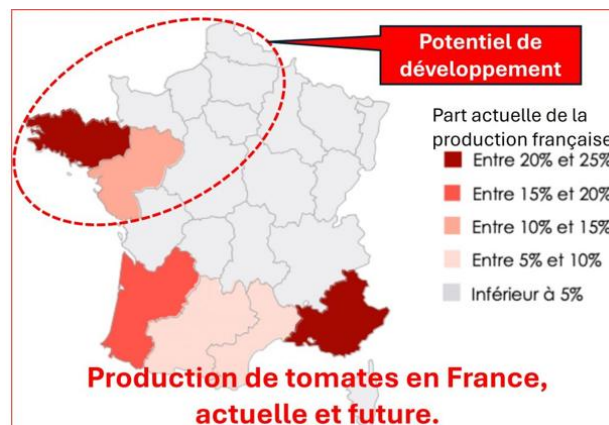 Potentiel de
développement
Part actuelle de la
production française
Entre 20% et 25%
Entre 15% et 20%
Entre 10% et 15%
Entre 5% et 10%
Inférieur à 5%
Production de tomates en France,
actuelle et future.